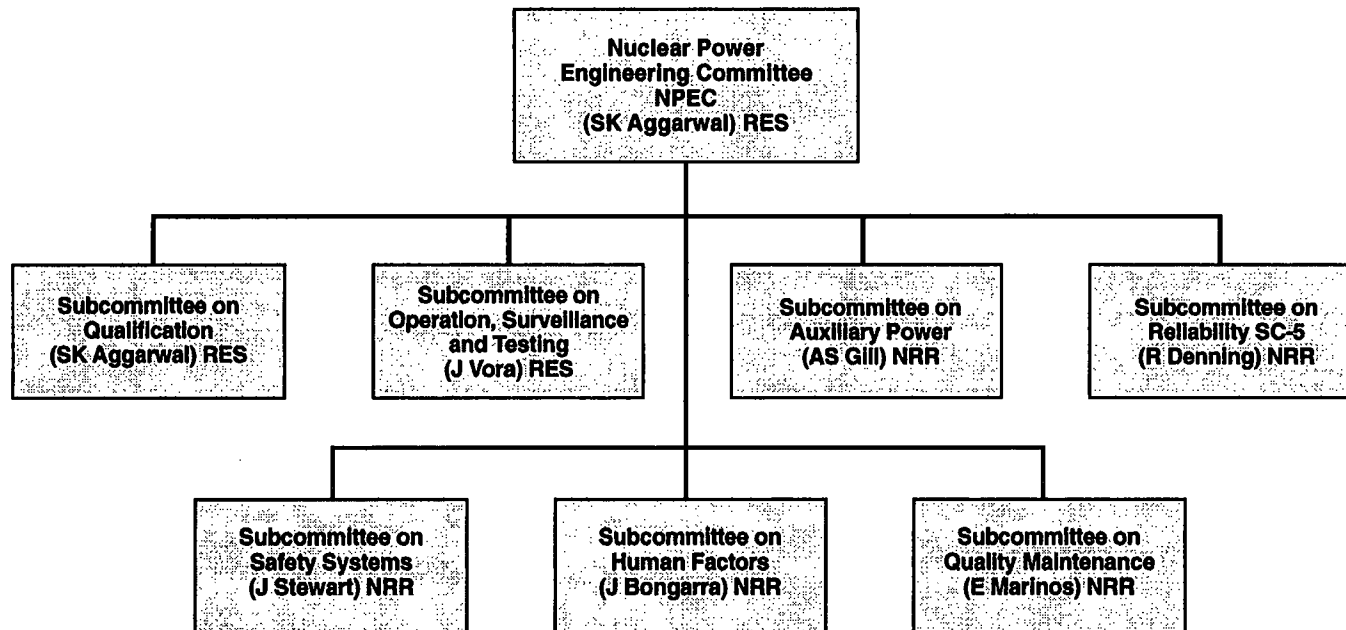 Nuclear Power
Engineering Committee
NPEC
(SK Aggarwal) RES
Subcommittee on
Qualification
(SK Aggarwal) RES
Subcommittee on
Operation, Surveillance
and Testing
(J Vora) RES
Subcommittee on
Auxiliary Power
(AS Gill) NRR
Subcommittee on
Reliability SC-5
(R Denning) NRR
Subcommittee on
Safety Systems
(J Stewart) NRR
Subcommittee on
Human Factors
(J Bongarra) NRR
Subcommittee on
Quality Maintenance
(E Marinos) NRR